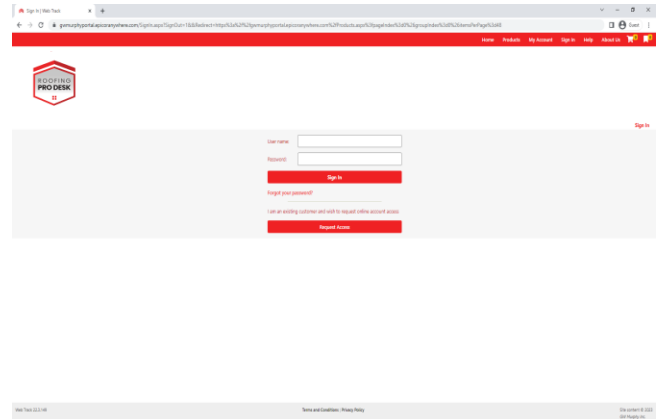 Sign In | Web Track
Guest
Home Products My Account Sign In Help About Us
ROOFING
PRO DESK
Sign In
User name:
Password:
Sign In
Forgot your password?
I am an existing customer and wish to request online account access
Request Access
Terms and Conditions | Privacy Policy